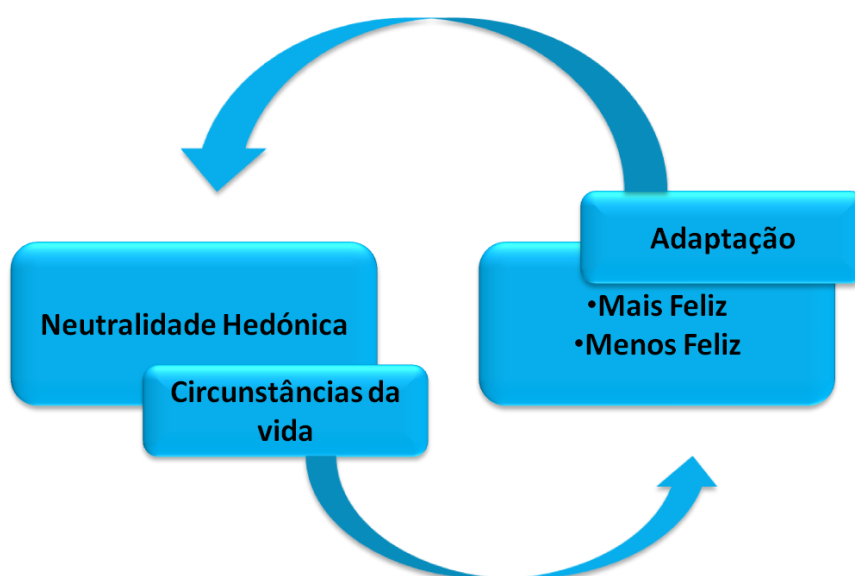 Neutralidade Hedónica
Circunstâncias da
vida
Adaptação
•Mais Feliz
•Menos Feliz